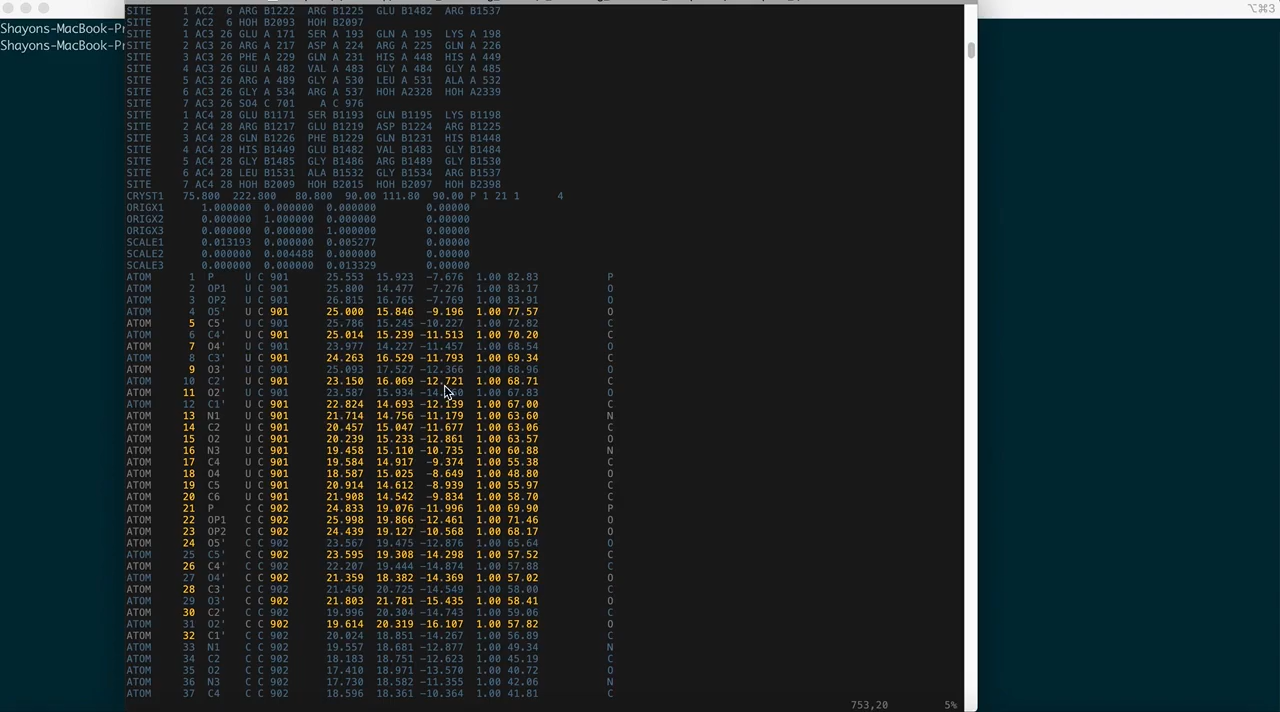 ⌥⌘3
Shayons-MacBook-Pr
Shayons-MacBook-Pr
SITE     1 AC2  6 ARG B1222  ARG B1225  GLU B1482  ARG B1537
SITE     2 AC2  6 HOH B2093  HOH B2097
SITE     1 AC3 26 GLU A 171  SER A 193  GLN A 195  LYS A 198
SITE     2 AC3 26 ARG A 217  ASP A 224  ARG A 225  GLN A 226
SITE     3 AC3 26 PHE A 229  GLN A 231  HIS A 448  HIS A 449
SITE     4 AC3 26 GLU A 482  VAL A 483  GLY A 484  GLY A 485
SITE     5 AC3 26 ARG A 489  GLY A 530  LEU A 531  ALA A 532
SITE     6 AC3 26 GLY A 534  ARG A 537  HOH A2328  HOH A2339
SITE     7 AC3 26 SO4 C 701    A C 976
SITE     1 AC4 28 GLU B1171  SER B1193  GLN B1195  LYS B1198
SITE     2 AC4 28 ARG B1217  GLU B1219  ASP B1224  ARG B1225
SITE     3 AC4 28 GLN B1226  PHE B1229  GLN B1231  HIS B1448
SITE     4 AC4 28 HIS B1449  GLU B1482  VAL B1483  GLY B1484
SITE     5 AC4 28 GLY B1485  GLY B1486  ARG B1489  GLY B1530
SITE     6 AC4 28 LEU B1531  ALA B1532  GLY B1534  ARG B1537
SITE     7 AC4 28 HOH B2009  HOH B2015  HOH B2097  HOH B2398
CRYST1   75.800  222.800   80.800  90.00 111.80  90.00 P 1 21 1      4
ORIGX1      1.000000  0.000000  0.000000        0.00000
ORIGX2      0.000000  1.000000  0.000000        0.00000
ORIGX3      0.000000  0.000000  1.000000        0.00000
SCALE1      0.013193  0.000000  0.005277        0.00000
SCALE2      0.000000  0.004488  0.000000        0.00000
SCALE3      0.000000  0.000000  0.013329        0.00000
ATOM      1  P     U C 901      25.553  15.923  -7.676  1.00 82.83           P
ATOM      2  OP1   U C 901      25.800  14.477  -7.276  1.00 83.17           O
ATOM      3  OP2   U C 901      26.815  16.765  -7.769  1.00 83.91           O
ATOM      4  O5'   U C 901      25.000  15.846  -9.196  1.00 77.57           O
ATOM      5  C5'   U C 901      25.786  15.245 -10.227  1.00 72.82           C
ATOM      6  C4'   U C 901      25.014  15.239 -11.513  1.00 70.20           C
ATOM      7  O4'   U C 901      23.977  14.227 -11.457  1.00 68.54           O
ATOM      8  C3'   U C 901      24.263  16.529 -11.793  1.00 69.34           C
ATOM      9  O3'   U C 901      25.093  17.527 -12.366  1.00 68.96           O
ATOM     10  C2'   U C 901      23.150  16.069 -12.721  1.00 68.71           C
ATOM     11  O2'   U C 901      23.587  15.934  1.00 67.83           O
ATOM     12  C1'   U C 901      22.824  14.693 -12.139  1.00 67.00           C
ATOM     13  N1    U C 901      21.714  14.756 -11.179  1.00 63.60           N
ATOM     14  C2    U C 901      20.457  15.047 -11.677  1.00 63.06           C
ATOM     15  O2    U C 901      20.239  15.233 -12.861  1.00 63.57           O
ATOM     16  N3    U C 901      19.458  15.110 -10.735  1.00 60.88           N
ATOM     17  C4    U C 901      19.584  14.917  -9.374  1.00 55.38           C
ATOM     18  O4    U C 901      18.587  15.025  -8.649  1.00 48.80           O
ATOM     19  C5    U C 901      20.914  14.612  -8.939  1.00 55.97           C
ATOM     20  C6    U C 901      21.908  14.542  -9.834  1.00 58.70           C
ATOM     21  P     C C 902      24.833  19.076 -11.996  1.00 69.90           P
ATOM     22  OP1   C C 902      25.998  19.866 -12.461  1.00 71.46           O
ATOM     23  OP2   C C 902      24.439  19.127 -10.568  1.00 68.17           O
ATOM     24  O5'   C C 902      23.567  19.475 -12.876  1.00 65.64           O
ATOM     25  C5'   C C 902      23.595  19.308 -14.298  1.00 57.52           C
ATOM     26  C4'   C C 902      22.207  19.444 -14.874  1.00 57.88           C
ATOM     27  O4'   C C 902      21.359  18.382 -14.369  1.00 57.02           O
ATOM     28  C3'   C C 902      21.450  20.725 -14.549  1.00 58.00           C
ATOM     29  O3'   C C 902      21.803  21.781 -15.435  1.00 58.41           O
ATOM     30  C2'   C C 902      19.996  20.304 -14.743  1.00 59.06           C
ATOM     31  O2'   C C 902      19.614  20.319 -16.107  1.00 57.82           O
ATOM     32  C1'   C C 902      20.024  18.851 -14.267  1.00 56.89           C
ATOM     33  N1    C C 902      19.557  18.681 -12.877  1.00 49.34           N
ATOM     34  C2    C C 902      18.183  18.751 -12.623  1.00 45.19           C
ATOM     35  O2    C C 902      17.410  18.971 -13.570  1.00 40.72           O
ATOM     36  N3    C C 902      17.730  18.582 -11.355  1.00 42.06           N
ATOM     37  C4    C C 902      18.596  18.361 -10.364  1.00 41.81           C
753,20        5%